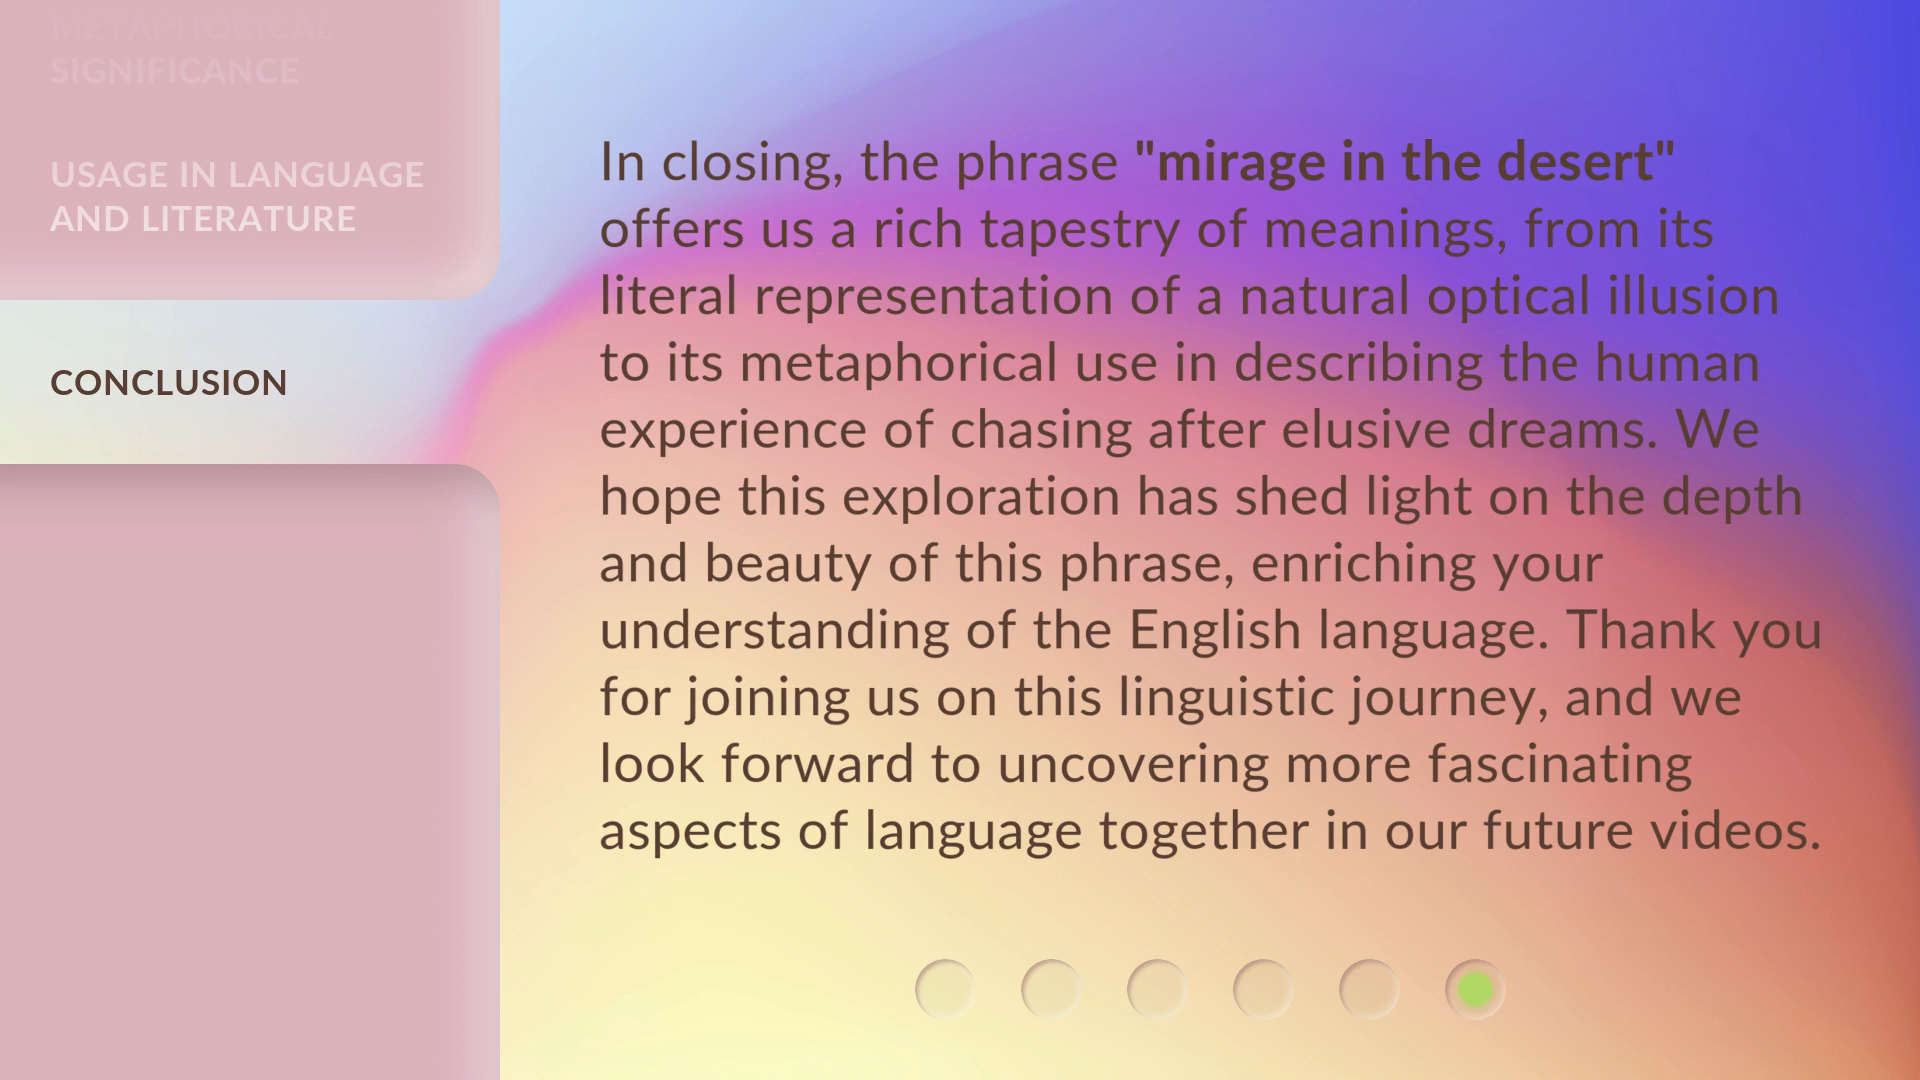 METAPHORICAL
SIGNIFICANCE
USAGE IN LANGUAGE
AND LITERATURE
CONCLUSION
In closing, the phrase "mirage in the desert"
offers us a rich tapestry of meanings, from its
literal representation of a natural optical illusion
to its metaphorical use in describing the human
experience of chasing after elusive dreams. We
hope this exploration has shed light on the depth
and beauty of this phrase, enriching your
understanding of the English language. Thank you
for joining us on this linguistic journey, and we
look forward to uncovering more fascinating
aspects of language together in our future videos.